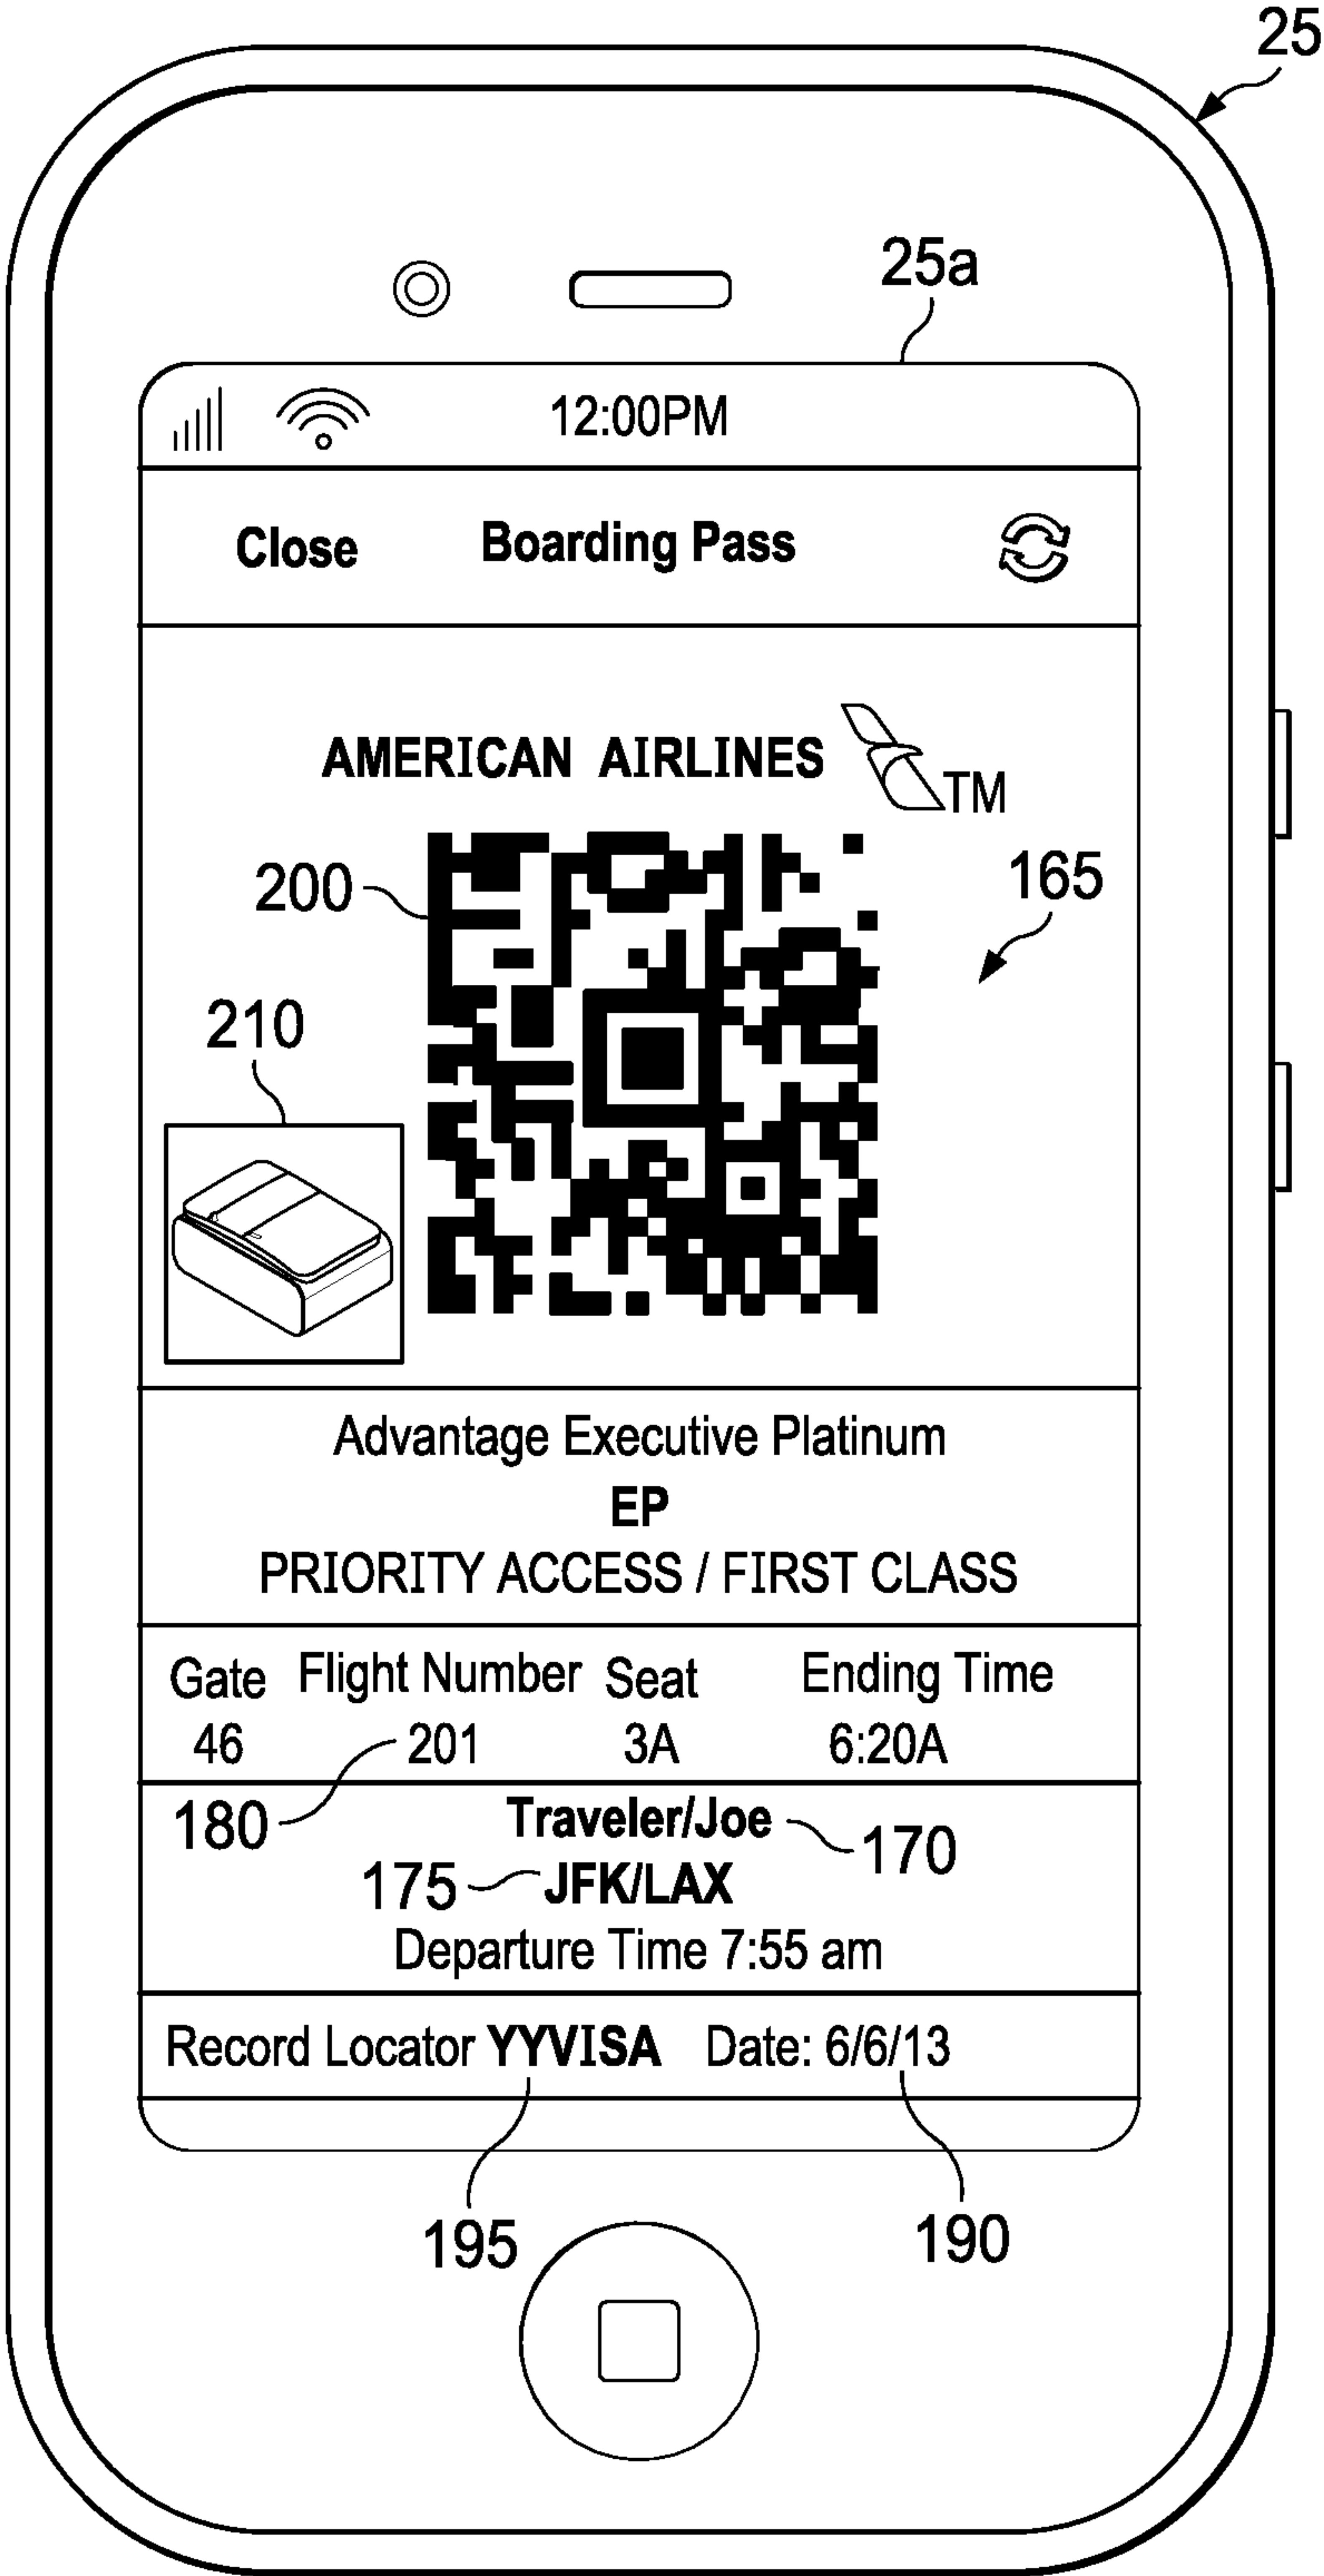 25
25a
12:00PM
Close Boarding Pass
AMERICAN AIRLINES TM
200
165
210
Advantage Executive Platinum
EP
PRIORITY ACCESS / FIRST CLASS
Gate Flight Number Seat Ending Time
46 201 3A 6:20A
180 Traveler/Joe 170
175 JFK/LAX
Departure Time 7:55 am
Record Locator YYVISA Date: 6/6/13
195 190